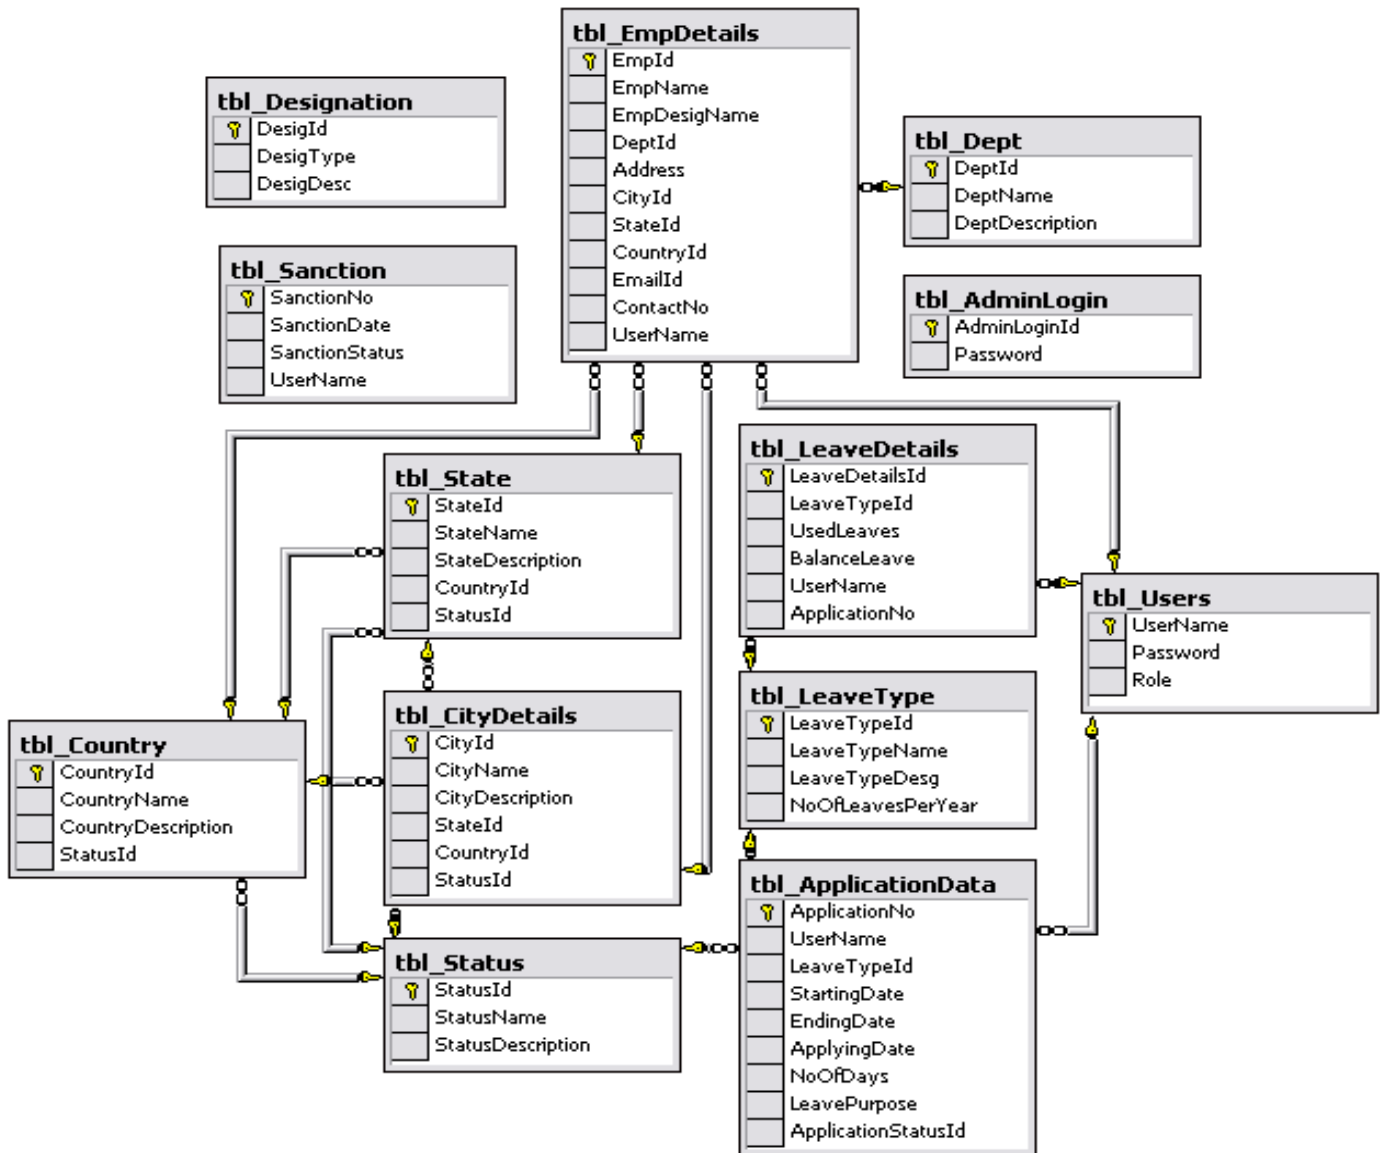 tbl_EmpDetails
EmpId
EmpName
EmpDesigName
DeptId
Address
CityId
StateId
CountryId
EmailId
ContactNo
UserName
tbl_Designation
DesigId
DesigType
DesigDesc
tbl_Dept
DeptId
DeptName
DeptDescription
tbl_Sanction
SanctionNo
SanctionDate
SanctionStatus
UserName
tbl_AdminLogin
AdminLoginId
Password
tbl_State
StateId
StateName
StateDescription
CountryId
StatusId
tbl_LeaveDetails
LeaveDetailsId
LeaveTypeId
UsedLeaves
BalanceLeave
UserName
ApplicationNo
tbl_Users
UserName
Password
Role
tbl_Country
CountryId
CountryName
CountryDescription
StatusId
tbl_CityDetails
CityId
CityName
CityDescription
StateId
CountryId
StatusId
tbl_LeaveType
LeaveTypeId
LeaveTypeName
LeaveTypeDesg
NoOfLeavesPerYear
tbl_Status
StatusId
StatusName
StatusDescription
tbl_ApplicationData
ApplicationNo
UserName
LeaveTypeId
StartingDate
EndingDate
ApplyingDate
NoOfDays
LeavePurpose
ApplicationStatusId